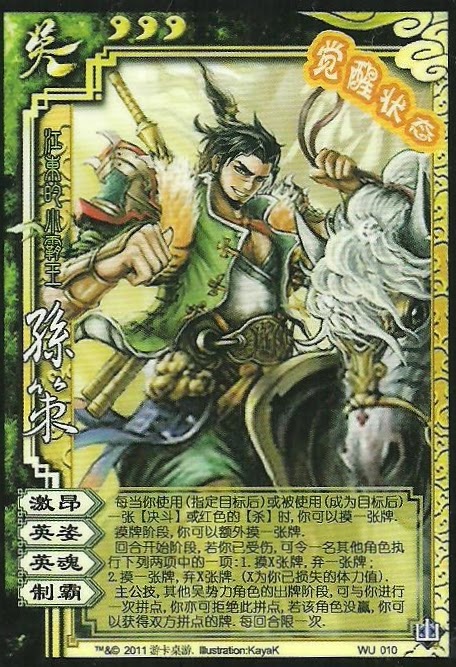 吴
觉醒状态
江东的小霸王
孙策
激昂
英姿
英魂
制霸
每当你使用(指定目标后)或被使用(成为目标后)
一张【决斗】或红色的【杀】时,你可以摸一张牌.
摸牌阶段,你可以额外摸一张牌.
回合开始阶段,若你已受伤,可令一名其他角色执
行下列两项中的一项:1.摸X张牌,弃一张牌;
2.摸一张牌,弃X张牌.(X为你已损失的体力值).
主公技,其他吴势力角色的出牌阶段,可与你进行
一次拼点,你亦可拒绝此拼点,若该角色没赢,你可
以获得双方拼点的牌.每回合限一次.
™&© 2011 游卡桌游. Illustration:KayaK
WU 010
山